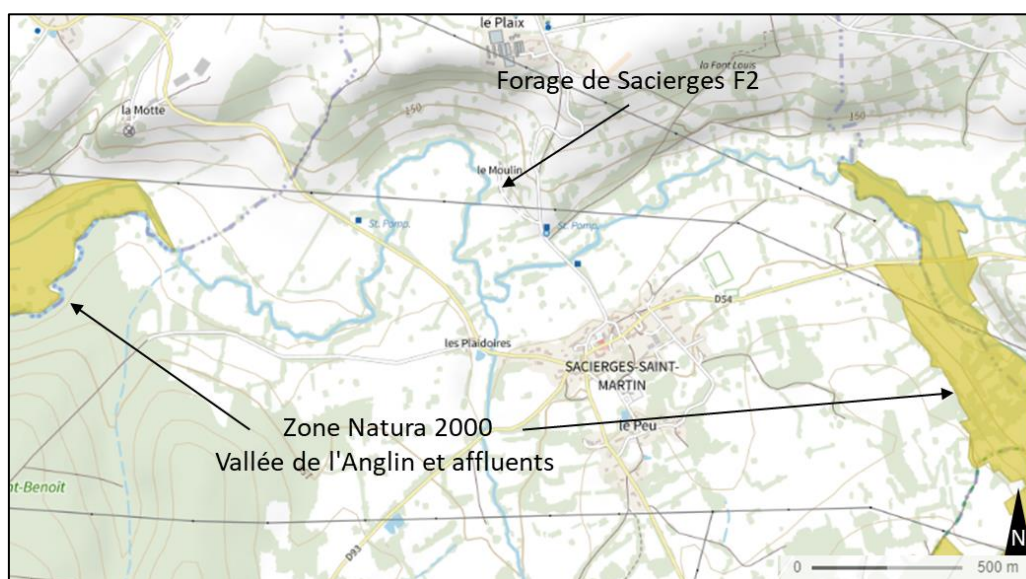 le Plaix
Forage de Sacierges F2
la Font Louis
la Motte
150
150
le Moulin
St. Pomp.
St. Pomp.
D54
les Plaidoires
SACIERGES-SAINT-
MARTIN
Zone Natura 2000
le Peu
Vallée de l'Anglin et affluents
nt-Benoit
D93
N
0
500 m